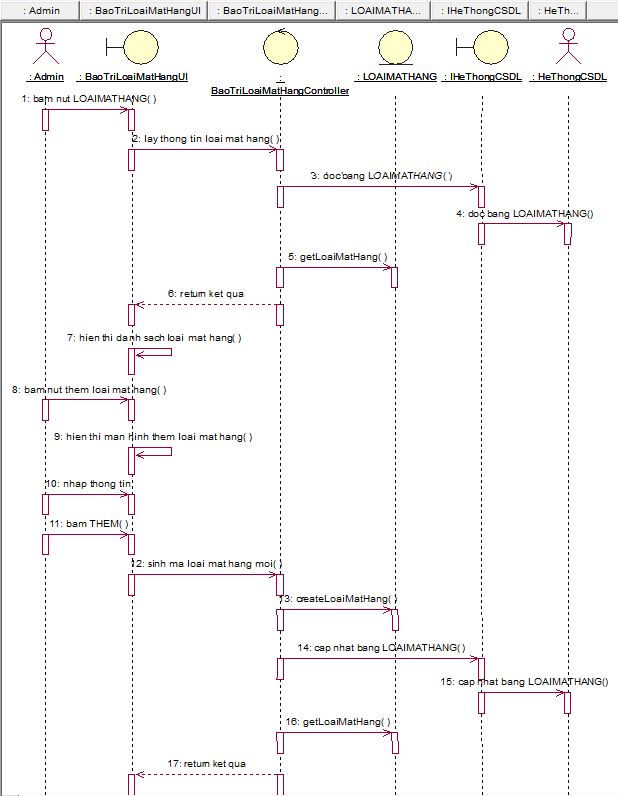 : Admin
: BaoTriLoaiMatHangUI
: BaoTriLoaiMatHang...
: LOAIMATHA...
: IHeThongCSDL
: HeTh...
: Admin
: BaoTriLoaiMatHangUI
:
BaoTriLoaiMatHangController
: LOAIMATHANG
: IHeThongCSDL
: HeThongCSDL
1: bam nut LOAIMATHANG( )
2: lay thong tin loai mat hang( )
3: doc bang LOAIMATHANG( )
4: doc bang LOAIMATHANG()
5: getLoaiMatHang( )
6: return ket qua
7: hien thi danh sach loai mat hang( )
8: bam nut them loai mat hang( )
9: hien thi man hinh them loai mat hang( )
10: nhap thong tin
11: bam THEM( )
12: sinh ma loai mat hang moi( )
13: createLoaiMatHang( )
14: cap nhat bang LOAIMATHANG( )
15: cap nhat bang LOAIMATHANG()
16: getLoaiMatHang( )
17: return ket qua